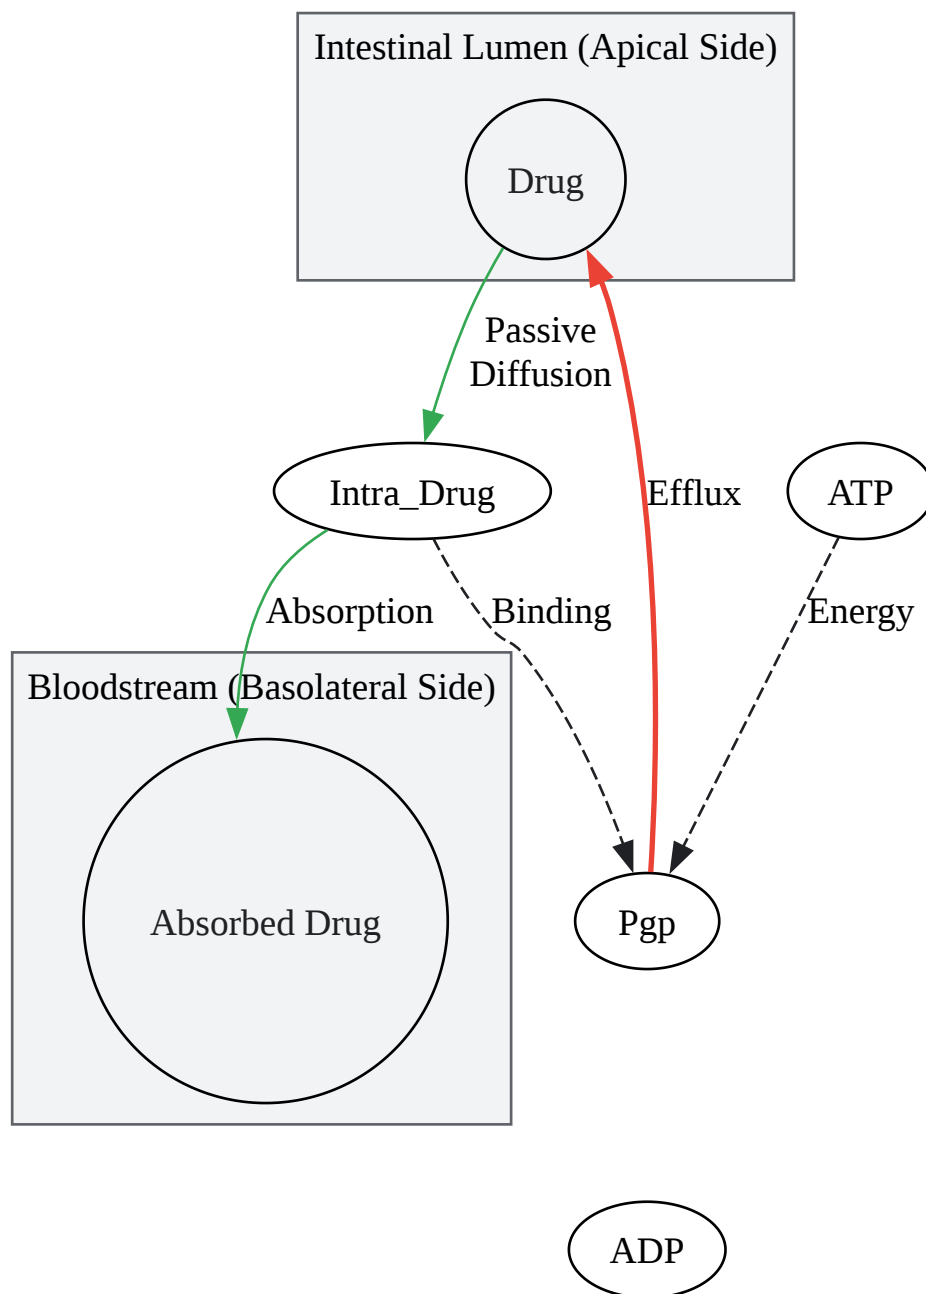 Intestinal Lumen (Apical Side)
Drug
Passive
Diffusion
Intra_Drug
Efflux
ATP
Absorption
Binding
Energy
Bloodstream (Basolateral Side)
Absorbed Drug
Pgp
ADP